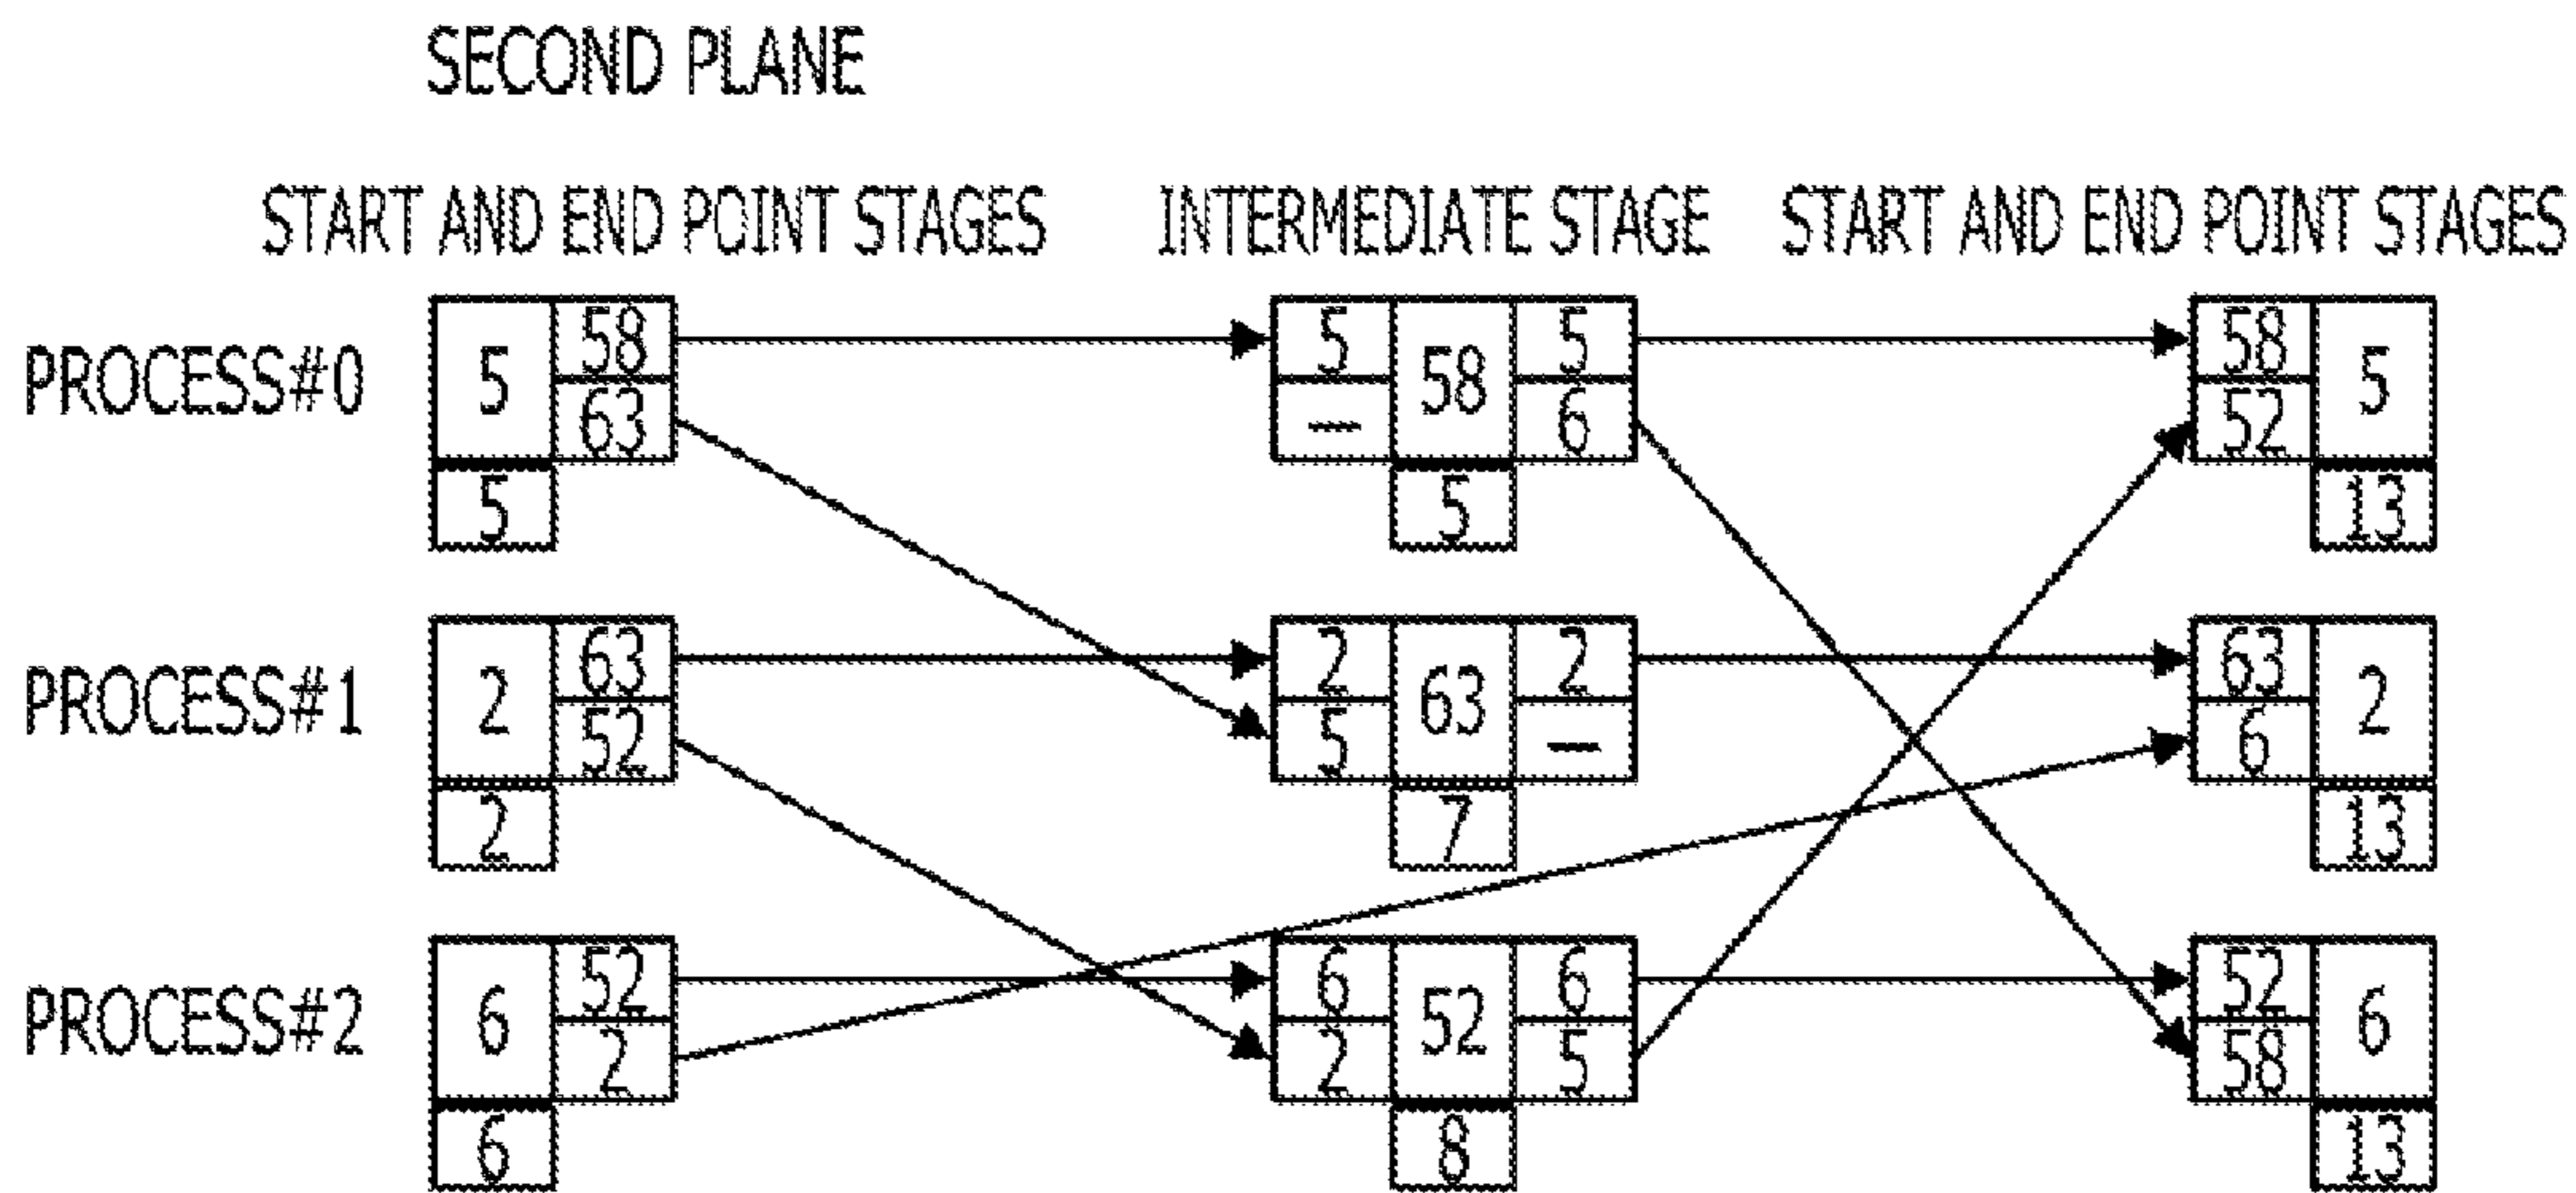 SECOND PLANE
START AND END POINT STAGES INTERMEDIATE STAGE START AND END POINT STAGES
PROCESS#0
5 58 63 5
5 — 58 5 6 5
58 52 5 13
PROCESS#1
2 63 52 2
2 5 63 2 — 7
63 6 2 13
PROCESS#2
6 52 2 6
6 2 52 6 5 8
52 58 6 13